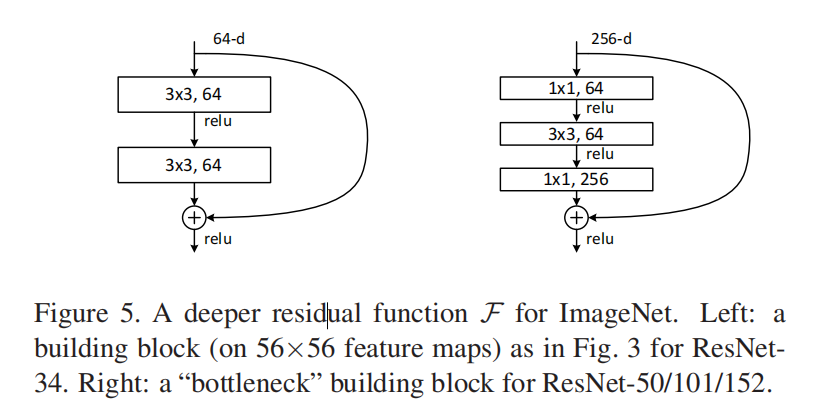 64-d
3x3, 64
relu
3x3, 64
+
relu
256-d
1x1, 64
relu
3x3, 64
relu
1x1, 256
+
relu
Figure 5. A deeper residual function F for ImageNet. Left: a
building block (on 56×56 feature maps) as in Fig. 3 for ResNet-
34. Right: a “bottleneck” building block for ResNet-50/101/152.